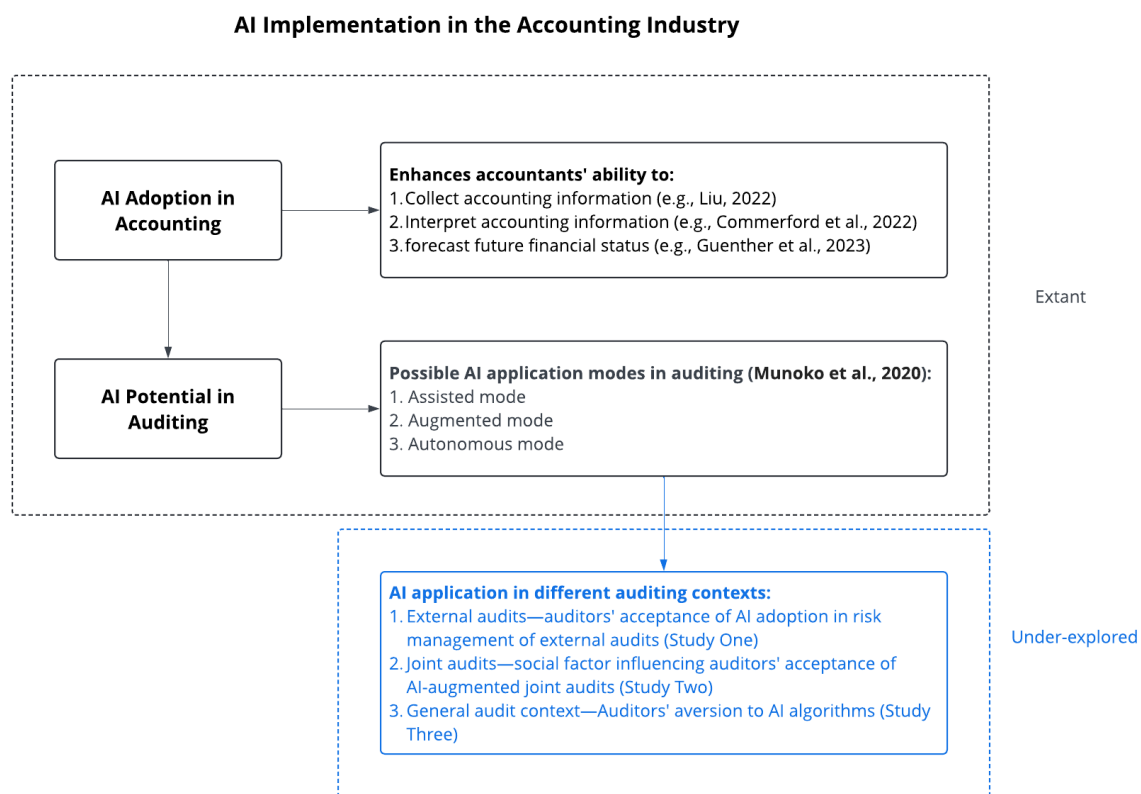 AI Implementation in the Accounting Industry
AI Adoption in
Accounting
Enhances accountants' ability to:
1.Collect accounting information (e.g., Liu, 2022)
2.Interpret accounting information (e.g., Commerford et al., 2022)
3.forecast future financial status (e.g., Guenther et al., 2023)
Extant
AI Potential in
Auditing
Possible AI application modes in auditing (Munoko et al., 2020):
1. Assisted mode
2. Augmented mode
3. Autonomous mode
AI application in different auditing contexts:
1. External audits—auditors' acceptance of AI adoption in risk
management of external audits (Study One)
2. Joint audits—social factor influencing auditors' acceptance of
AI-augmented joint audits (Study Two)
3. General audit context—Auditors' aversion to AI algorithms (Study
Three)
Under-explored